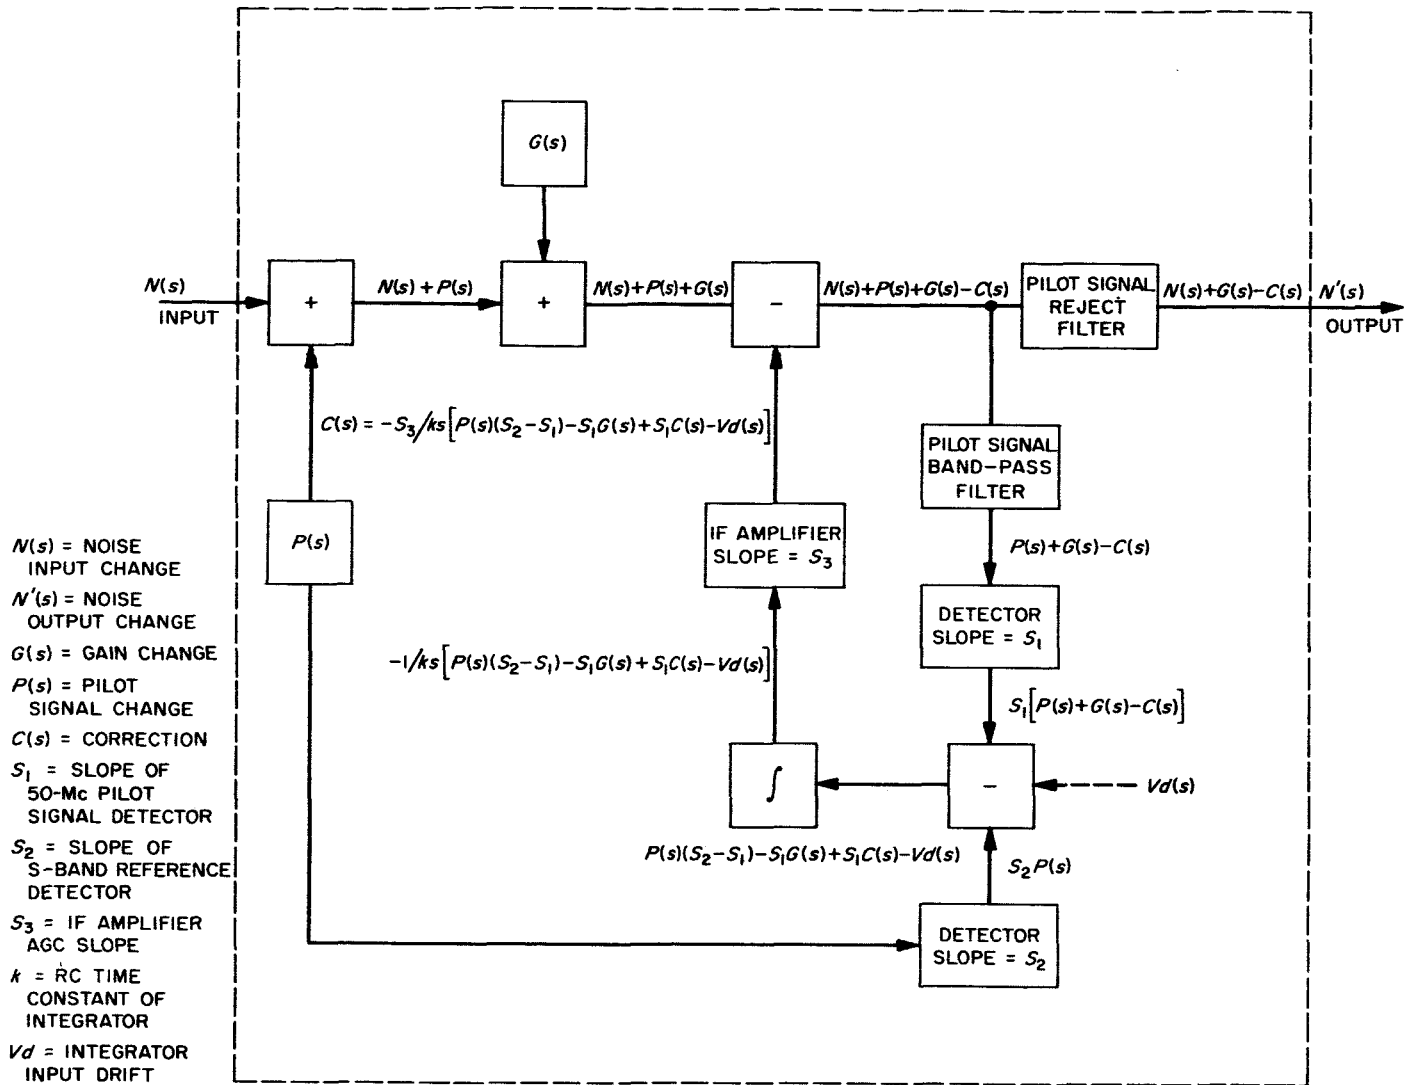 G(s)
N(s)
INPUT
+
N(s) + P(s)
+
N(s)+P(s)+G(s)
−
N(s)+P(s)+G(s)−C(s)
PILOT SIGNAL
REJECT
FILTER
N(s)+G(s)−C(s)
N'(s)
OUTPUT
C(s) = −S₃/ks[P(s)(S₂−S₁)−S₁G(s)+S₁C(s)−Vd(s)]
PILOT SIGNAL
BAND-PASS
FILTER
P(s)
IF AMPLIFIER
SLOPE = S₃
P(s)+G(s)−C(s)
DETECTOR
SLOPE = S₁
−1/ks[P(s)(S₂−S₁)−S₁G(s)+S₁C(s)−Vd(s)]
S₁[P(s)+G(s)−C(s)]
∫
−
Vd(s)
P(s)(S₂−S₁)−S₁G(s)+S₁C(s)−Vd(s)
S₂P(s)
DETECTOR
SLOPE = S₂
N(s) = NOISE
INPUT CHANGE
N'(s) = NOISE
OUTPUT CHANGE
G(s) = GAIN CHANGE
P(s) = PILOT
SIGNAL CHANGE
C(s) = CORRECTION
S₁ = SLOPE OF
50-Mc PILOT
SIGNAL DETECTOR
S₂ = SLOPE OF
S-BAND REFERENCE
DETECTOR
S₃ = IF AMPLIFIER
AGC SLOPE
k = RC TIME
CONSTANT OF
INTEGRATOR
Vd = INTEGRATOR
INPUT DRIFT